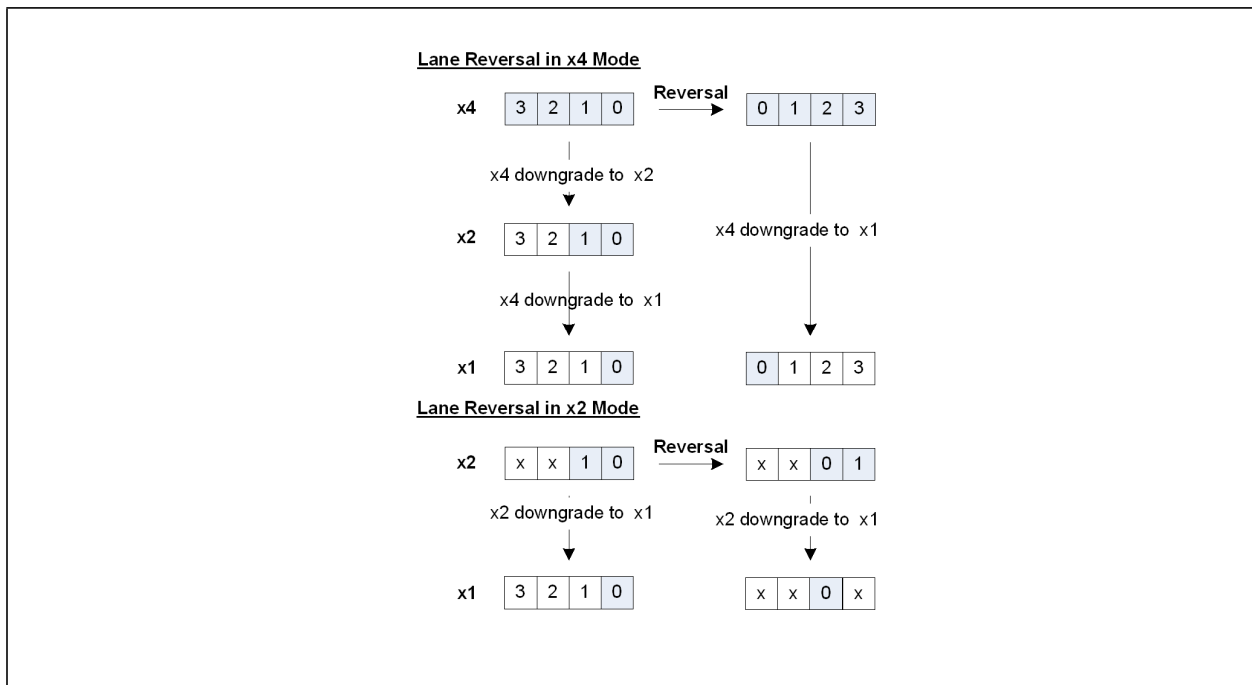 Lane Reversal in x4 Mode
x4 3 2 1 0 Reversal 0 1 2 3
x4 downgrade to x2
x2 3 2 1 0
x4 downgrade to x1
x4 downgrade to x1
x1 3 2 1 0 0 1 2 3
Lane Reversal in x2 Mode
x2 x x 1 0 Reversal x x 0 1
x2 downgrade to x1 x2 downgrade to x1
x1 3 2 1 0 x x 0 x